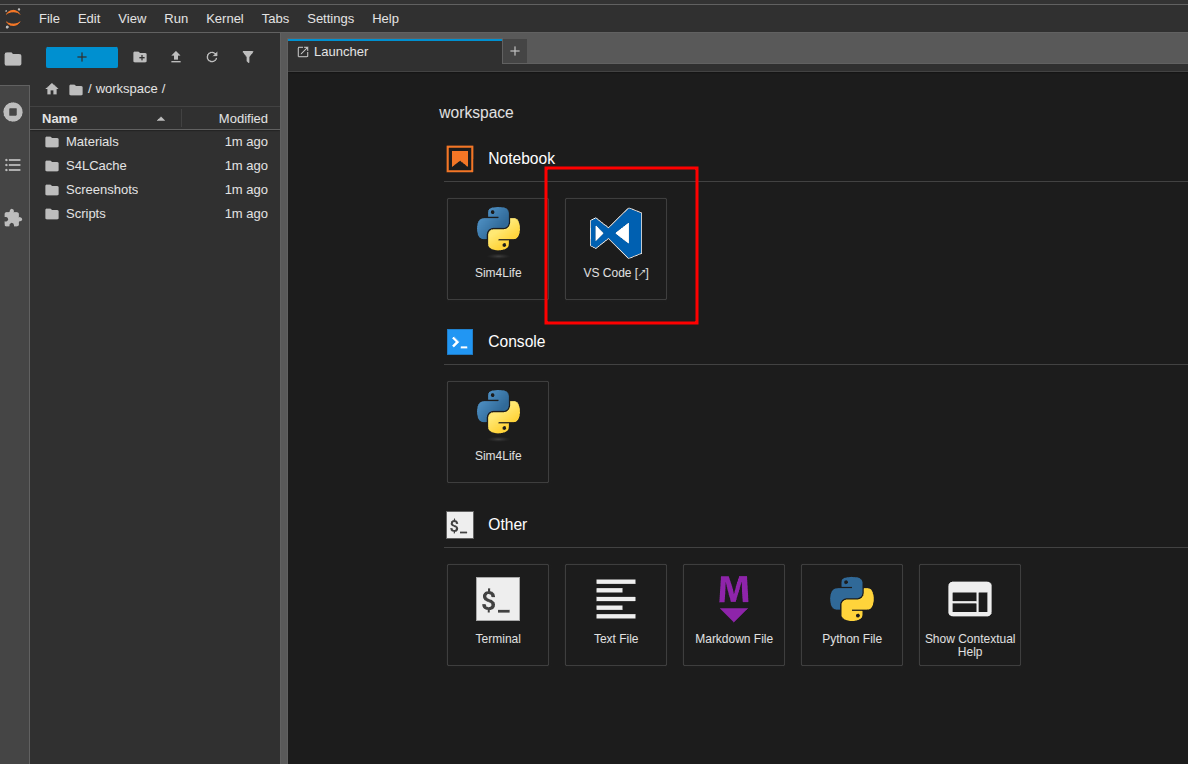 File Edit View Run Kernel Tabs Settings Help
Launcher
/ workspace /
Name Modified
Materials 1m ago
S4LCache 1m ago
Screenshots 1m ago
Scripts 1m ago
workspace
Notebook
Sim4Life
VS Code [↗]
Console
Sim4Life
$_ Other
$_
Terminal
Text File
M
Markdown File
Python File
Show Contextual
Help